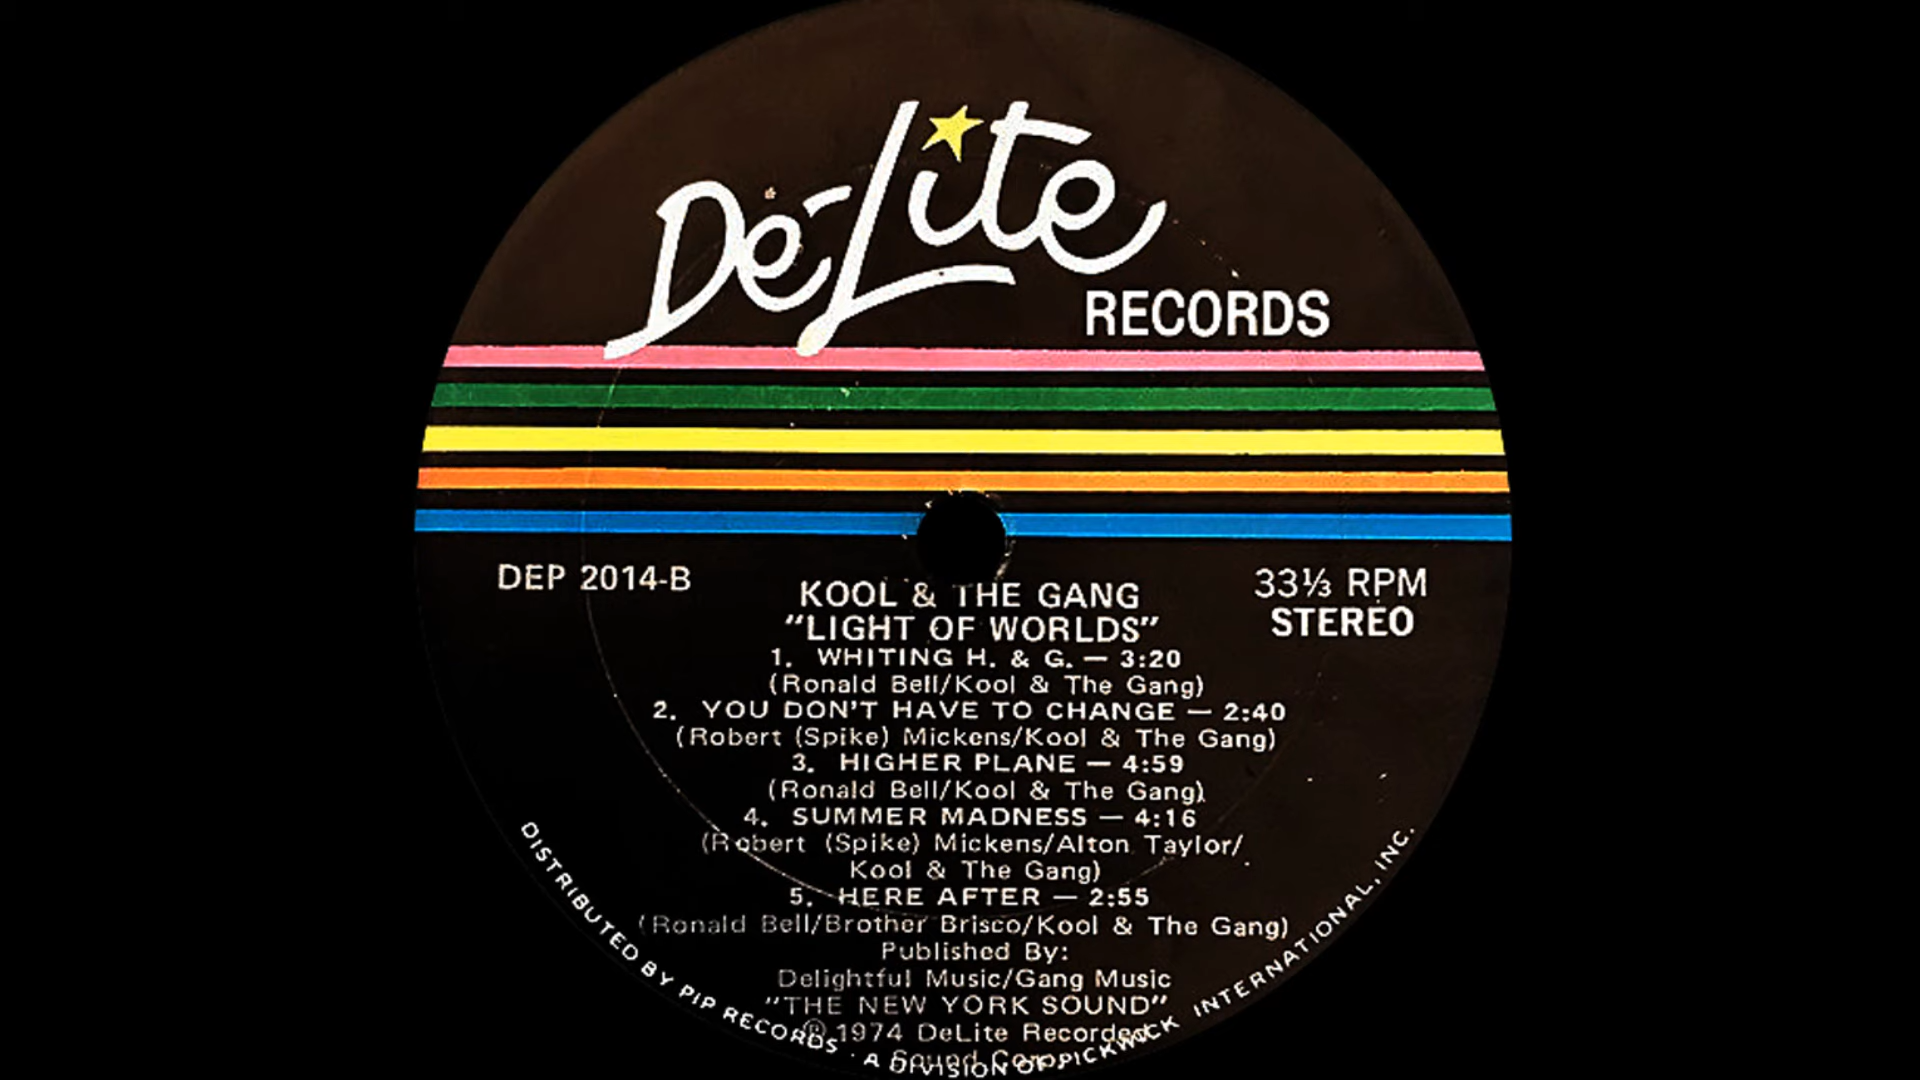 De-Lite
RECORDS
DEP 2014-B
33⅓ RPM
STEREO
KOOL & THE GANG
"LIGHT OF WORLDS"
1. WHITING H. & G. — 3:20
(Ronald Bell/Kool & The Gang)
2. YOU DON'T HAVE TO CHANGE — 2:40
(Robert (Spike) Mickens/Kool & The Gang)
3. HIGHER PLANE — 4:59
(Ronald Bell/Kool & The Gang)
4. SUMMER MADNESS — 4:16
(Robert (Spike) Mickens/Alton Taylor/
Kool & The Gang)
5. HERE AFTER — 2:55
(Ronald Bell/Brother Brisco/Kool & The Gang)
Published By:
Delightful Music/Gang Music
"THE NEW YORK SOUND"
℗ 1974 DeLite Recorded
Sound Corp.
DISTRIBUTED BY PIP RECORDS · A DIVISION OF PICKWICK INTERNATIONAL, INC.